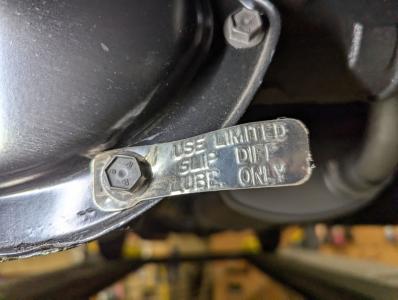 USE LIMITED
SLIP DIFF
LUBE ONLY